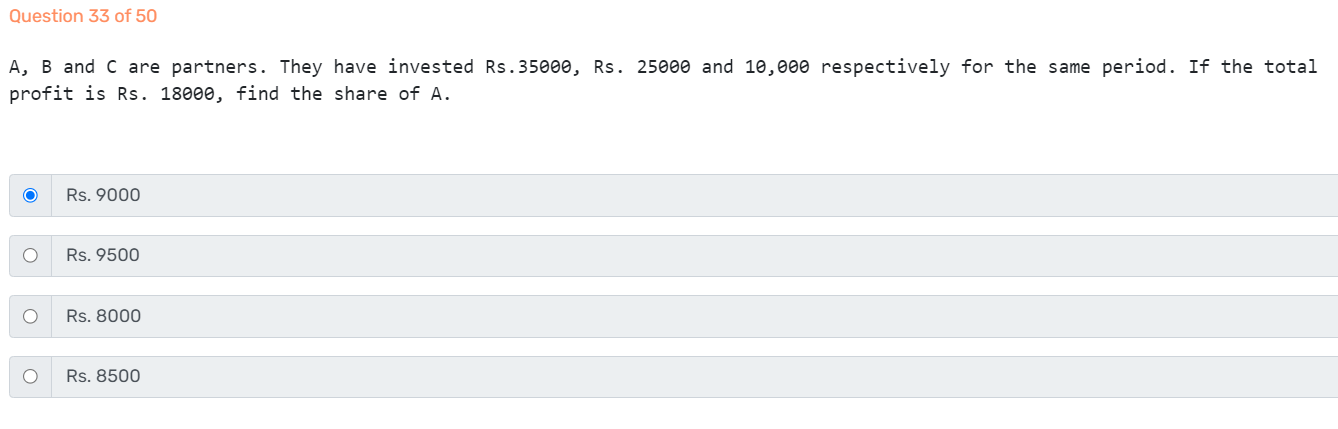 Question 33 of 50
A, B and C are partners. They have invested Rs.35000, Rs. 25000 and 10,000 respectively for the same period. If the total
profit is Rs. 18000, find the share of A.
Rs. 9000
Rs. 9500
Rs. 8000
Rs. 8500